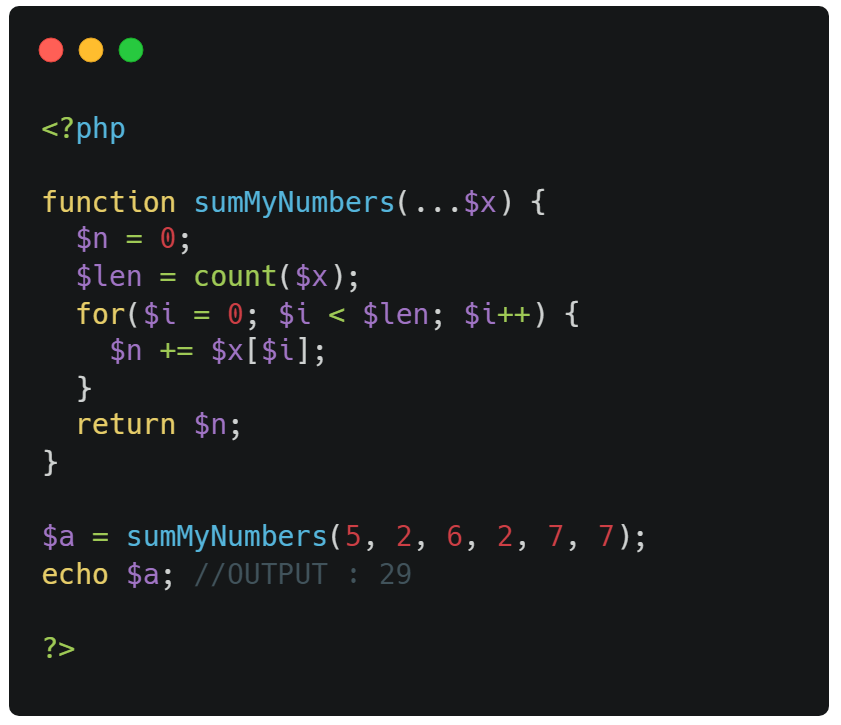 <?php
function sumMyNumbers(...$x) {
  $n = 0;
  $len = count($x);
  for($i = 0; $i < $len; $i++) {
    $n += $x[$i];
  }
  return $n;
}
$a = sumMyNumbers(5, 2, 6, 2, 7, 7);
echo $a; //OUTPUT : 29
?>